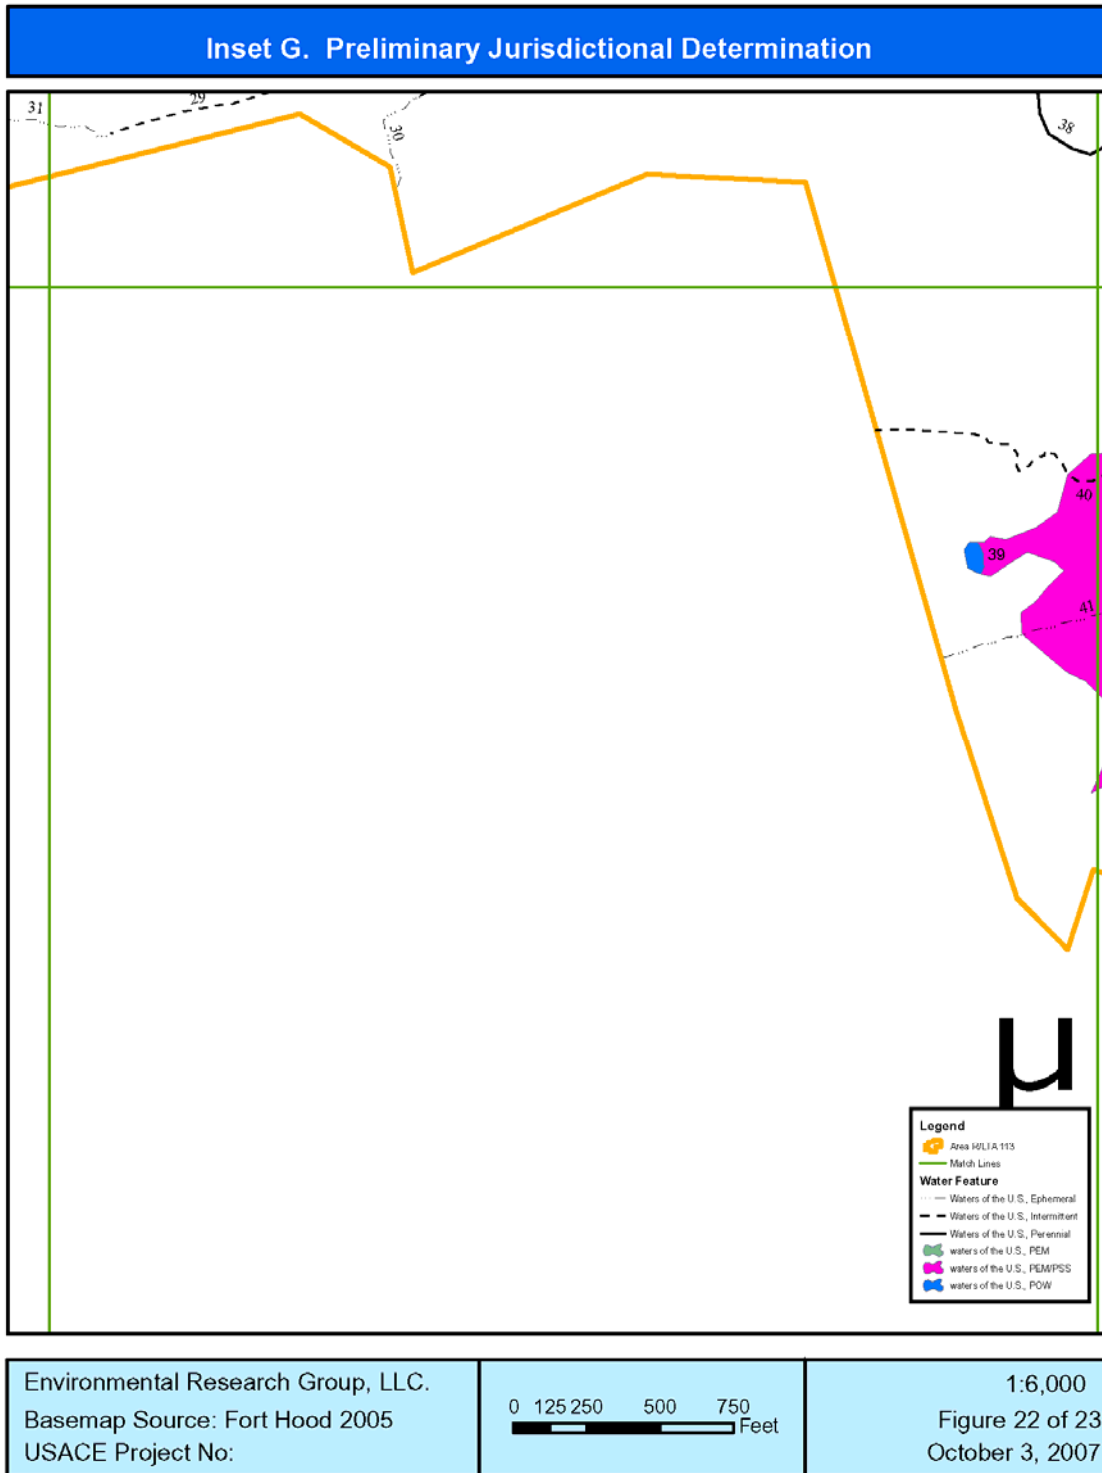 Inset G. Preliminary Jurisdictional Determination
31
29
30
38
40
39
41
µ
Legend
Area R/LTA 113
Match Lines
Water Feature
Waters of the U.S., Ephemeral
Waters of the U.S., Intermittent
Waters of the U.S., Perennial
waters of the U.S., PEM
waters of the U.S., PEM/PSS
waters of the U.S., POW
Environmental Research Group, LLC.
Basemap Source: Fort Hood 2005
USACE Project No:
0 125 250 500 750
Feet
1:6,000
Figure 22 of 23
October 3, 2007